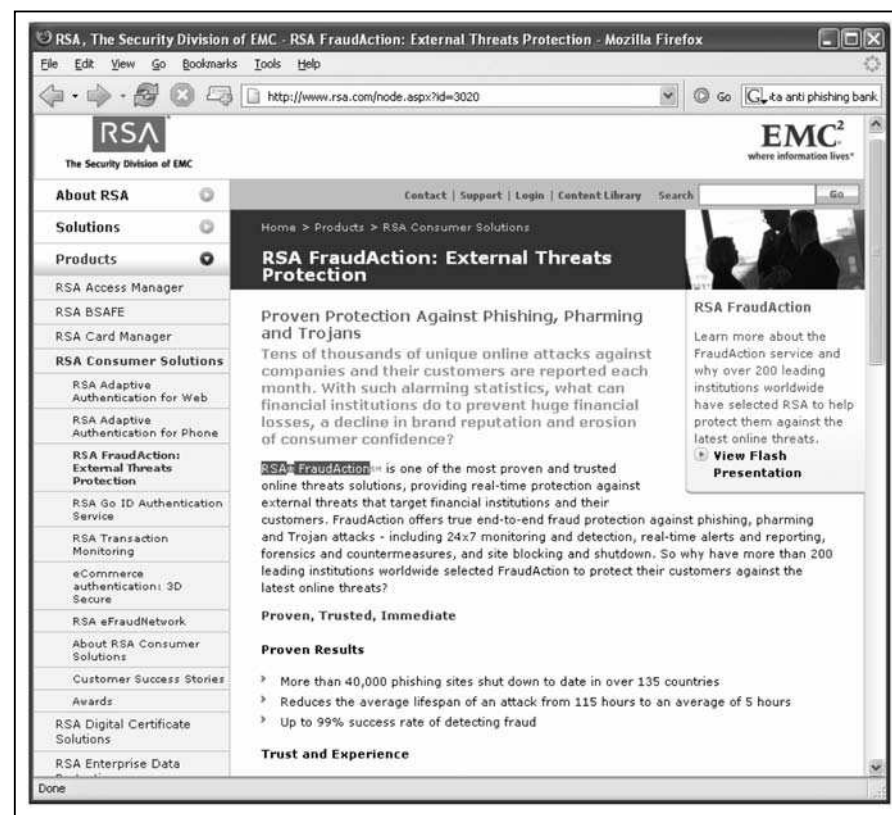 RSA, The Security Division of EMC - RSA FraudAction: External Threats Protection - Mozilla Firefox
File Edit View Go Bookmarks Tools Help
http://www.rsa.com/node.aspx?id=3020
Go
ta anti phishing bank
RSA
The Security Division of EMC
EMC²
where information lives®
About RSA
Solutions
Products
RSA Access Manager
RSA BSAFE
RSA Card Manager
RSA Consumer Solutions
RSA Adaptive
Authentication for Web
RSA Adaptive
Authentication for Phone
RSA FraudAction:
External Threats
Protection
RSA Go ID Authentication
Service
RSA Transaction
Monitoring
eCommerce
authentication: 3D
Secure
RSA eFraudNetwork
About RSA Consumer
Solutions
Customer Success Stories
Awards
RSA Digital Certificate
Solutions
RSA Enterprise Data
Contact | Support | Login | Content Library Search Go
Home > Products > RSA Consumer Solutions
RSA FraudAction: External Threats
Protection
Proven Protection Against Phishing, Pharming
and Trojans
Tens of thousands of unique online attacks against
companies and their customers are reported each
month. With such alarming statistics, what can
financial institutions do to prevent huge financial
losses, a decline in brand reputation and erosion
of consumer confidence?
RSA® FraudAction℠ is one of the most proven and trusted
online threats solutions, providing real-time protection against
external threats that target financial institutions and their
customers. FraudAction offers true end-to-end fraud protection against phishing, pharming
and Trojan attacks - including 24x7 monitoring and detection, real-time alerts and reporting,
forensics and countermeasures, and site blocking and shutdown. So why have more than 200
leading institutions worldwide selected FraudAction to protect their customers against the
latest online threats?
Proven, Trusted, Immediate
Proven Results
More than 40,000 phishing sites shut down to date in over 135 countries
Reduces the average lifespan of an attack from 115 hours to an average of 5 hours
Up to 99% success rate of detecting fraud
Trust and Experience
RSA FraudAction
Learn more about the
FraudAction service and
why over 200 leading
institutions worldwide
have selected RSA to help
protect them against the
latest online threats.
View Flash
Presentation
Done